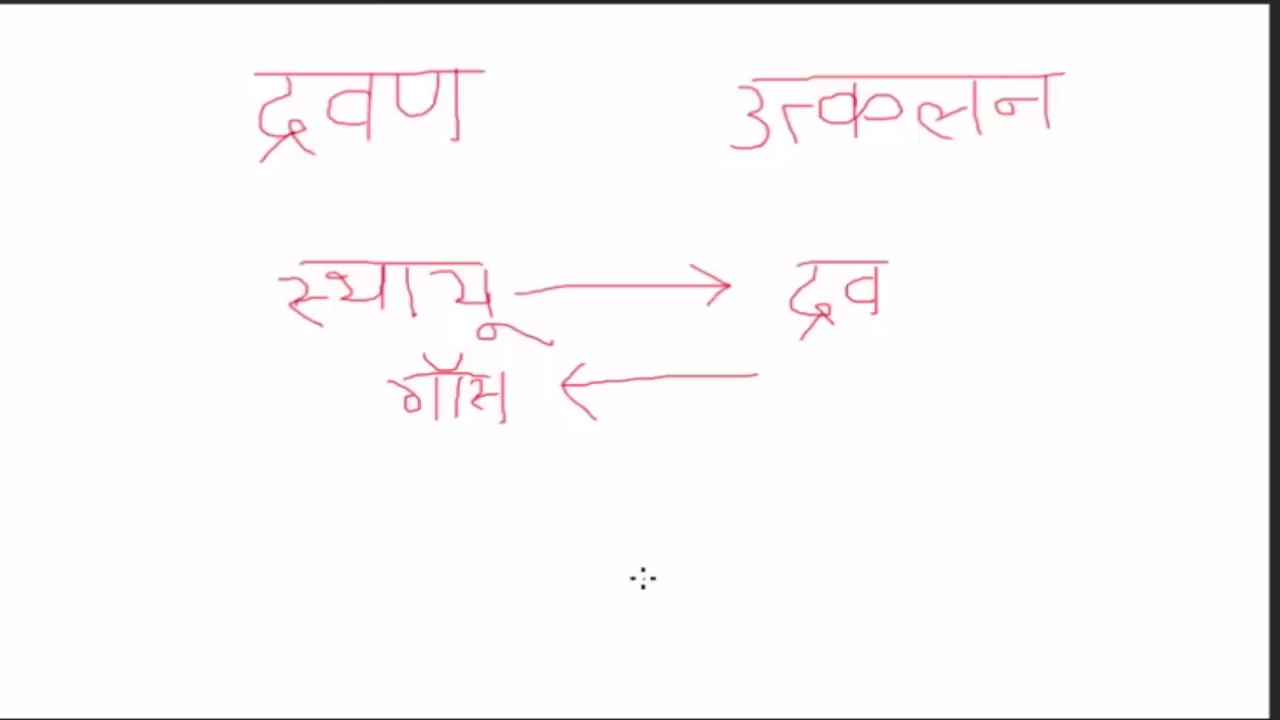 द्रवण उत्कलन
स्थायू → द्रव
गॉस ←